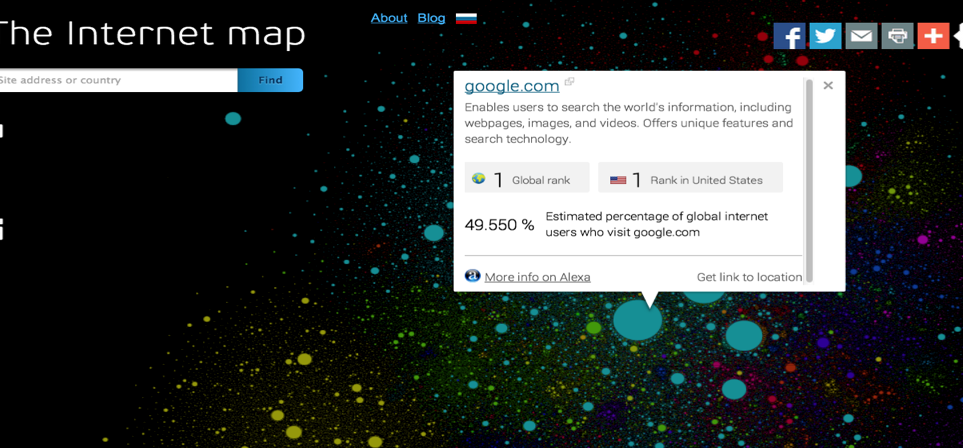 The Internet map
About Blog
Site address or country Find
google.com
Enables users to search the world's information, including
webpages, images, and videos. Offers unique features and
search technology.
1 Global rank 1 Rank in United States
49.550 % Estimated percentage of global internet
users who visit google.com
More info on Alexa Get link to location